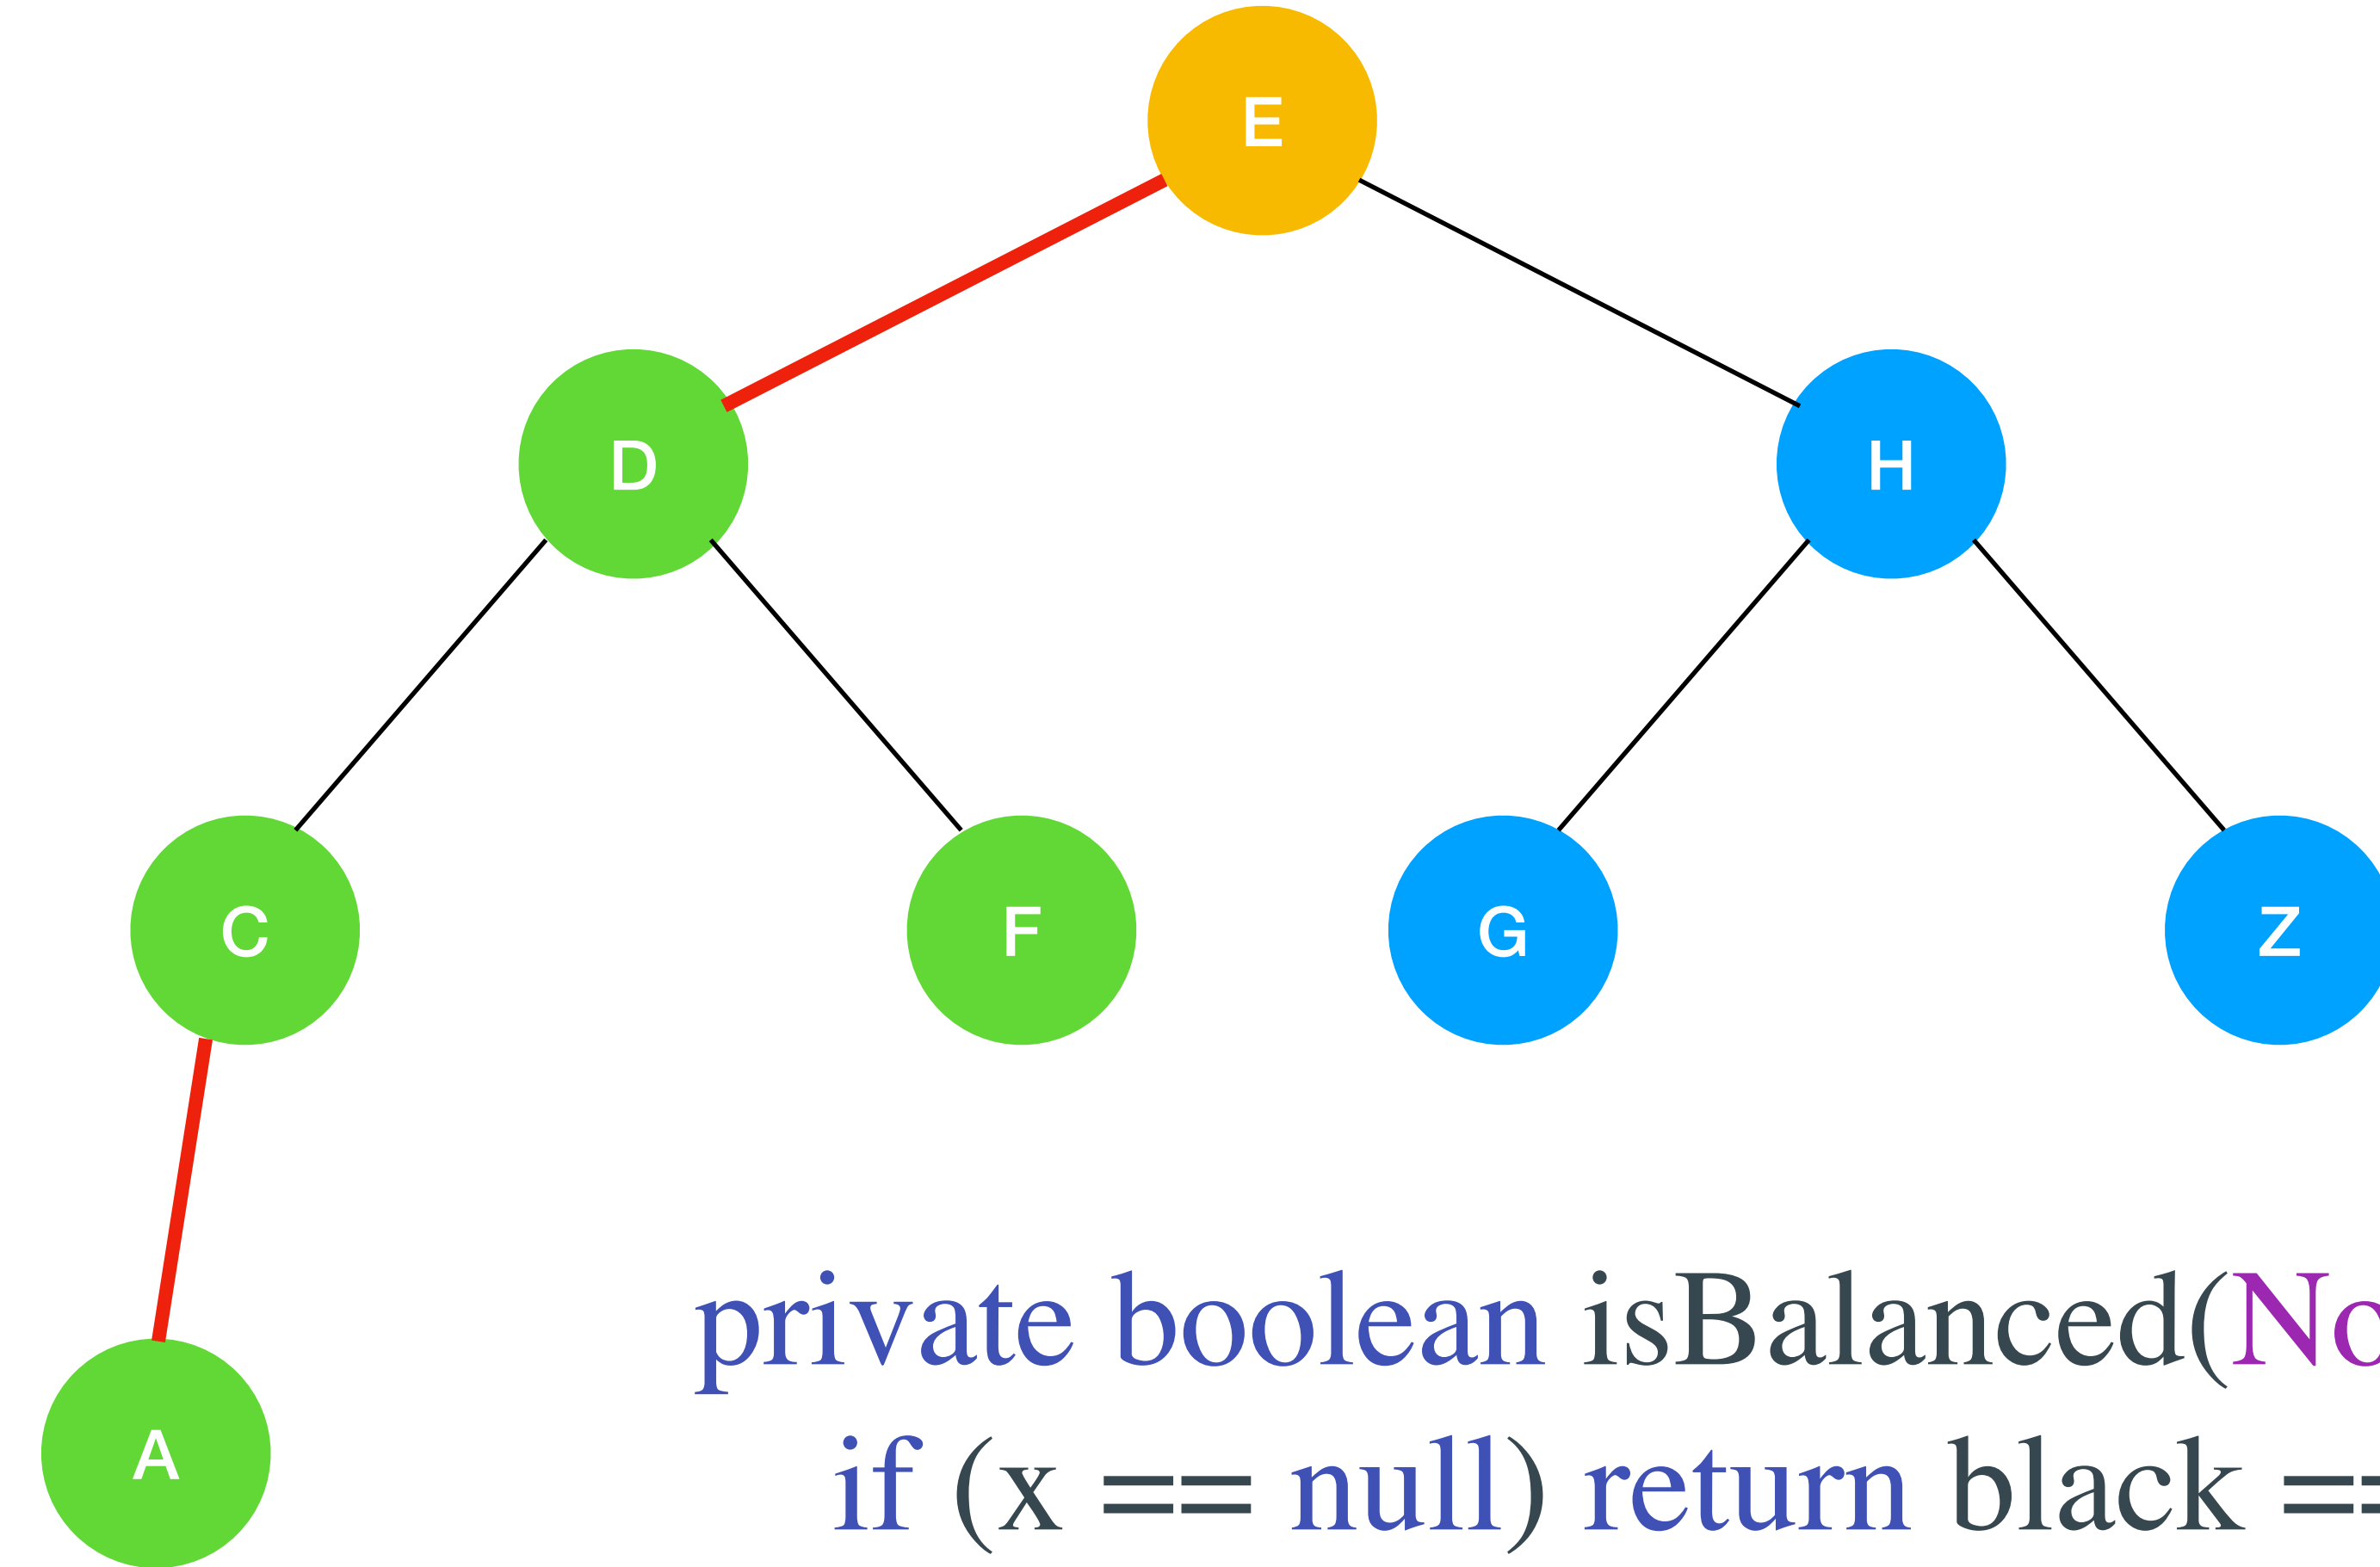 E
D H
C F G Z
private boolean isBalanced(No
A
if (x == null) return black ==